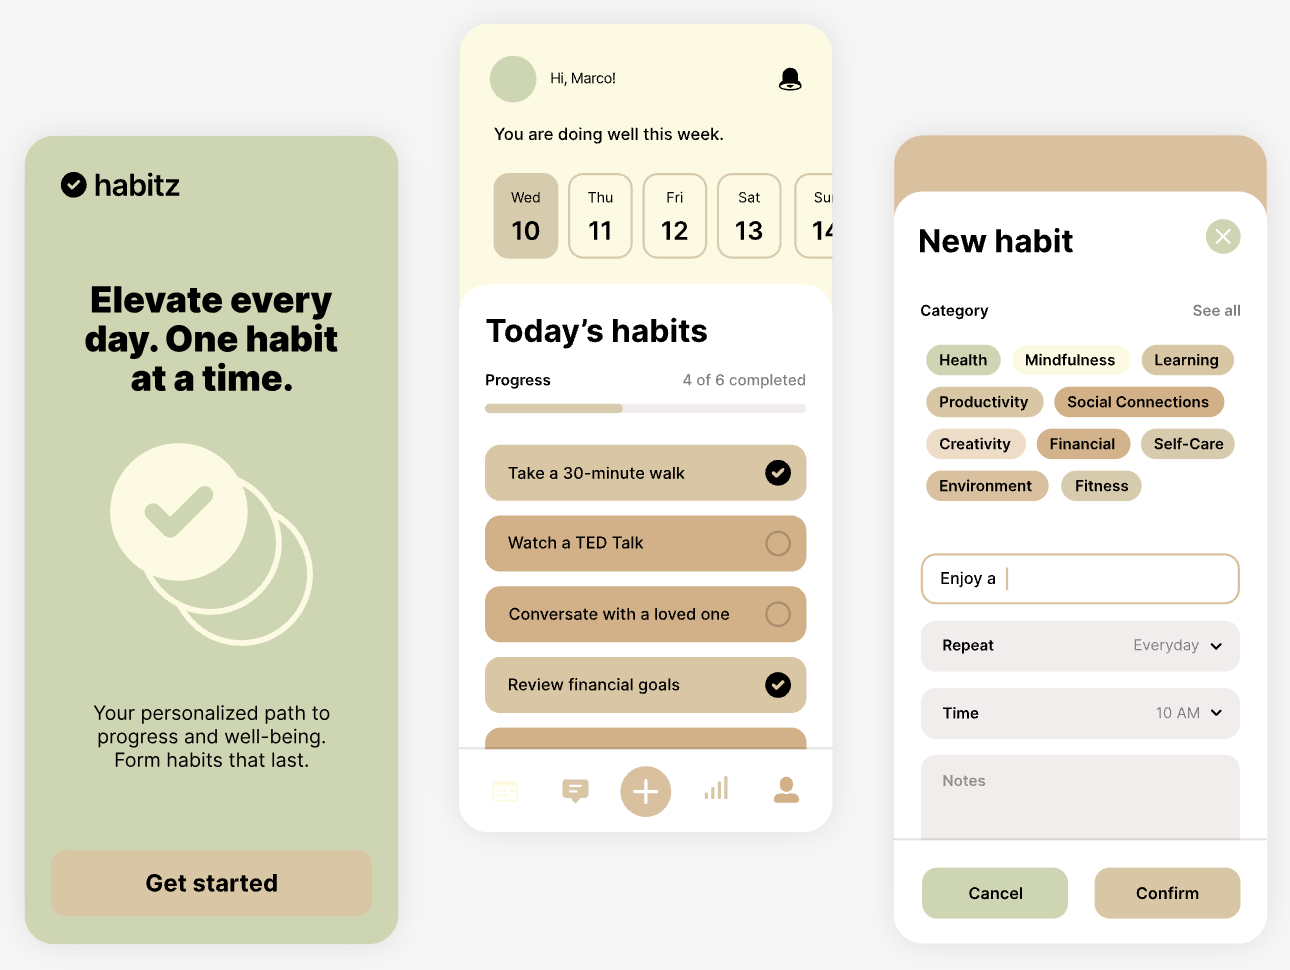 habitz
Elevate every
day. One habit
at a time.
Your personalized path to
progress and well-being.
Form habits that last.
Get started
Hi, Marco!
You are doing well this week.
Wed Thu Fri Sat Sun
10 11 12 13 14
Today’s habits
Progress 4 of 6 completed
Take a 30-minute walk
Watch a TED Talk
Conversate with a loved one
Review financial goals
New habit
Category See all
Health Mindfulness Learning
Productivity Social Connections
Creativity Financial Self-Care
Environment Fitness
Enjoy a
Repeat Everyday
Time 10 AM
Notes
Cancel Confirm